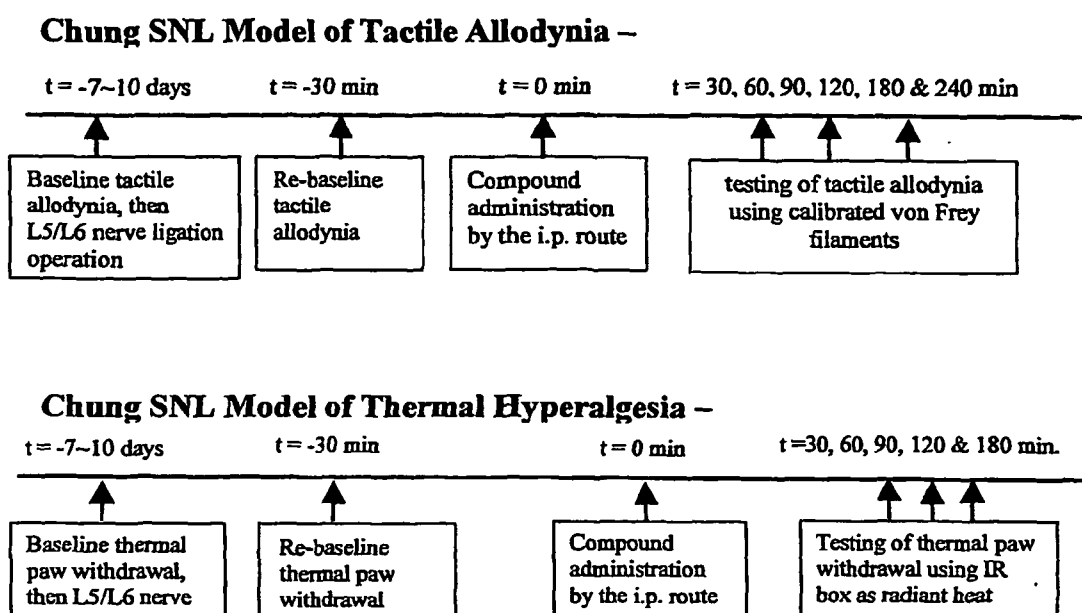 Chung SNL Model of Tactile Allodynia –
t = -7~10 days t = -30 min t = 0 min t = 30, 60, 90, 120, 180 & 240 min
Baseline tactile
allodynia, then
L5/L6 nerve ligation
operation
Re-baseline
tactile
allodynia
Compound
administration
by the i.p. route
testing of tactile allodynia
using calibrated von Frey
filaments
Chung SNL Model of Thermal Hyperalgesia –
t = -7~10 days t = -30 min t = 0 min t =30, 60, 90, 120 & 180 min.
Baseline thermal
paw withdrawal,
then L5/L6 nerve
Re-baseline
thermal paw
withdrawal
Compound
administration
by the i.p. route
Testing of thermal paw
withdrawal using IR
box as radiant heat